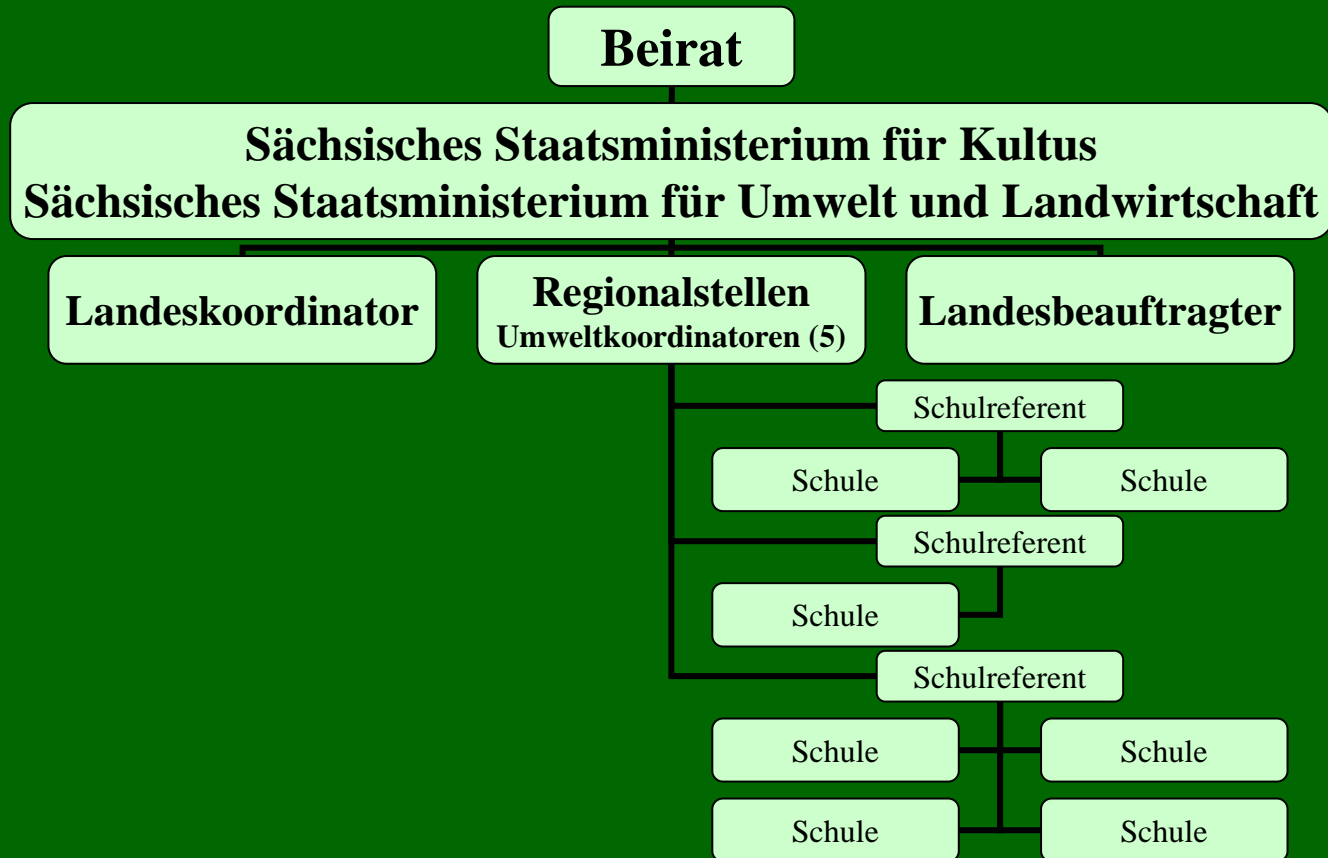 Beirat
Sächsisches Staatsministerium für Kultus
Sächsisches Staatsministerium für Umwelt und Landwirtschaft
Landeskoordinator
Regionalstellen
Umweltkoordinatoren (5)
Landesbeauftragter
Schulreferent
Schule
Schule
Schulreferent
Schule
Schulreferent
Schule
Schule
Schule
Schule